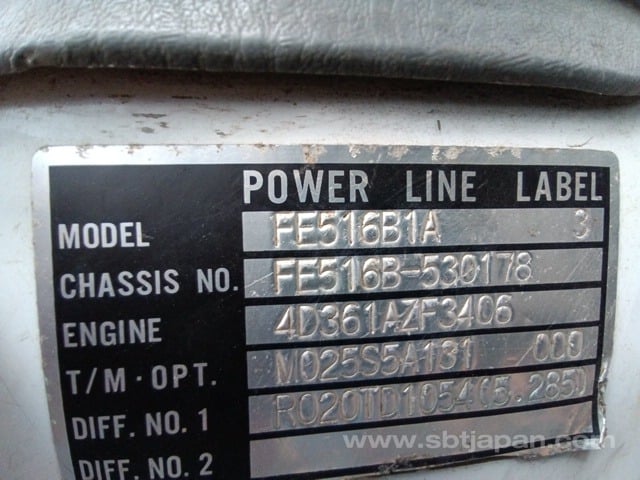 POWER LINE LABEL
MODEL FE516B1A 3
CHASSIS NO. FE516B-530178
ENGINE 4D361AZF3406
T/M·OPT. M025S5A131 000
DIFF. NO. 1 R020TD1054(5.285)
DIFF. NO. 2
www.sbtjapan.com